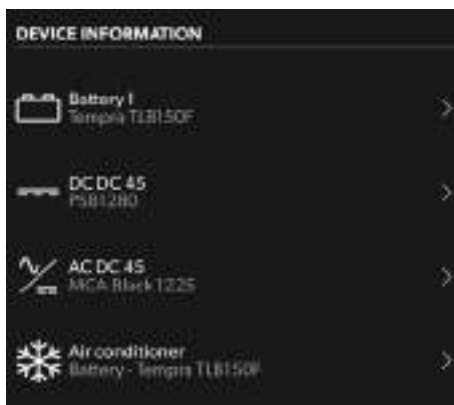 DEVICE INFORMATION
Battery 1
Tempra TLB150F
DC DC 45
PSB1280
AC DC 45
MCA Black 1225
Air conditioner
Battery - Tempra TLB150F